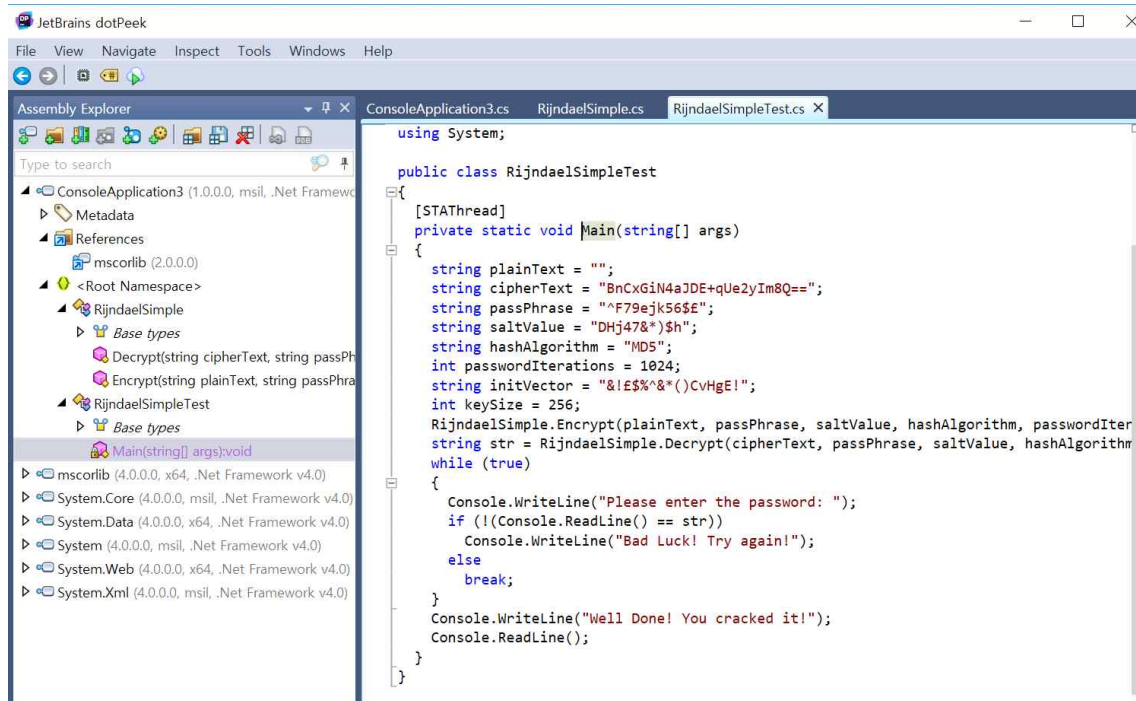 JetBrains dotPeek
File View Navigate Inspect Tools Windows Help
Assembly Explorer
Type to search
ConsoleApplication3 (1.0.0.0, msil, .Net Framewo
Metadata
References
mscorlib (2.0.0.0)
<Root Namespace>
RijndaelSimple
Base types
Decrypt(string cipherText, string passPh
Encrypt(string plainText, string passPhra
RijndaelSimpleTest
Base types
Main(string[] args):void
mscorlib (4.0.0.0, x64, .Net Framework v4.0)
System.Core (4.0.0.0, msil, .Net Framework v4.0)
System.Data (4.0.0.0, x64, .Net Framework v4.0)
System (4.0.0.0, msil, .Net Framework v4.0)
System.Web (4.0.0.0, x64, .Net Framework v4.0)
System.Xml (4.0.0.0, msil, .Net Framework v4.0)
ConsoleApplication3.cs RijndaelSimple.cs RijndaelSimpleTest.cs
using System;
public class RijndaelSimpleTest
{
[STAThread]
private static void Main(string[] args)
{
string plainText = "";
string cipherText = "BnCxGiN4aJDE+qUe2yIm8Q==";
string passPhrase = "^F79ejk56$£";
string saltValue = "DHj47&*)$h";
string hashAlgorithm = "MD5";
int passwordIterations = 1024;
string initVector = "&!£$%^&*()CvHgE!";
int keySize = 256;
RijndaelSimple.Encrypt(plainText, passPhrase, saltValue, hashAlgorithm, passwordIter
string str = RijndaelSimple.Decrypt(cipherText, passPhrase, saltValue, hashAlgorithm
while (true)
{
Console.WriteLine("Please enter the password: ");
if (!(Console.ReadLine() == str))
Console.WriteLine("Bad Luck! Try again!");
else
break;
}
Console.WriteLine("Well Done! You cracked it!");
Console.ReadLine();
}
}